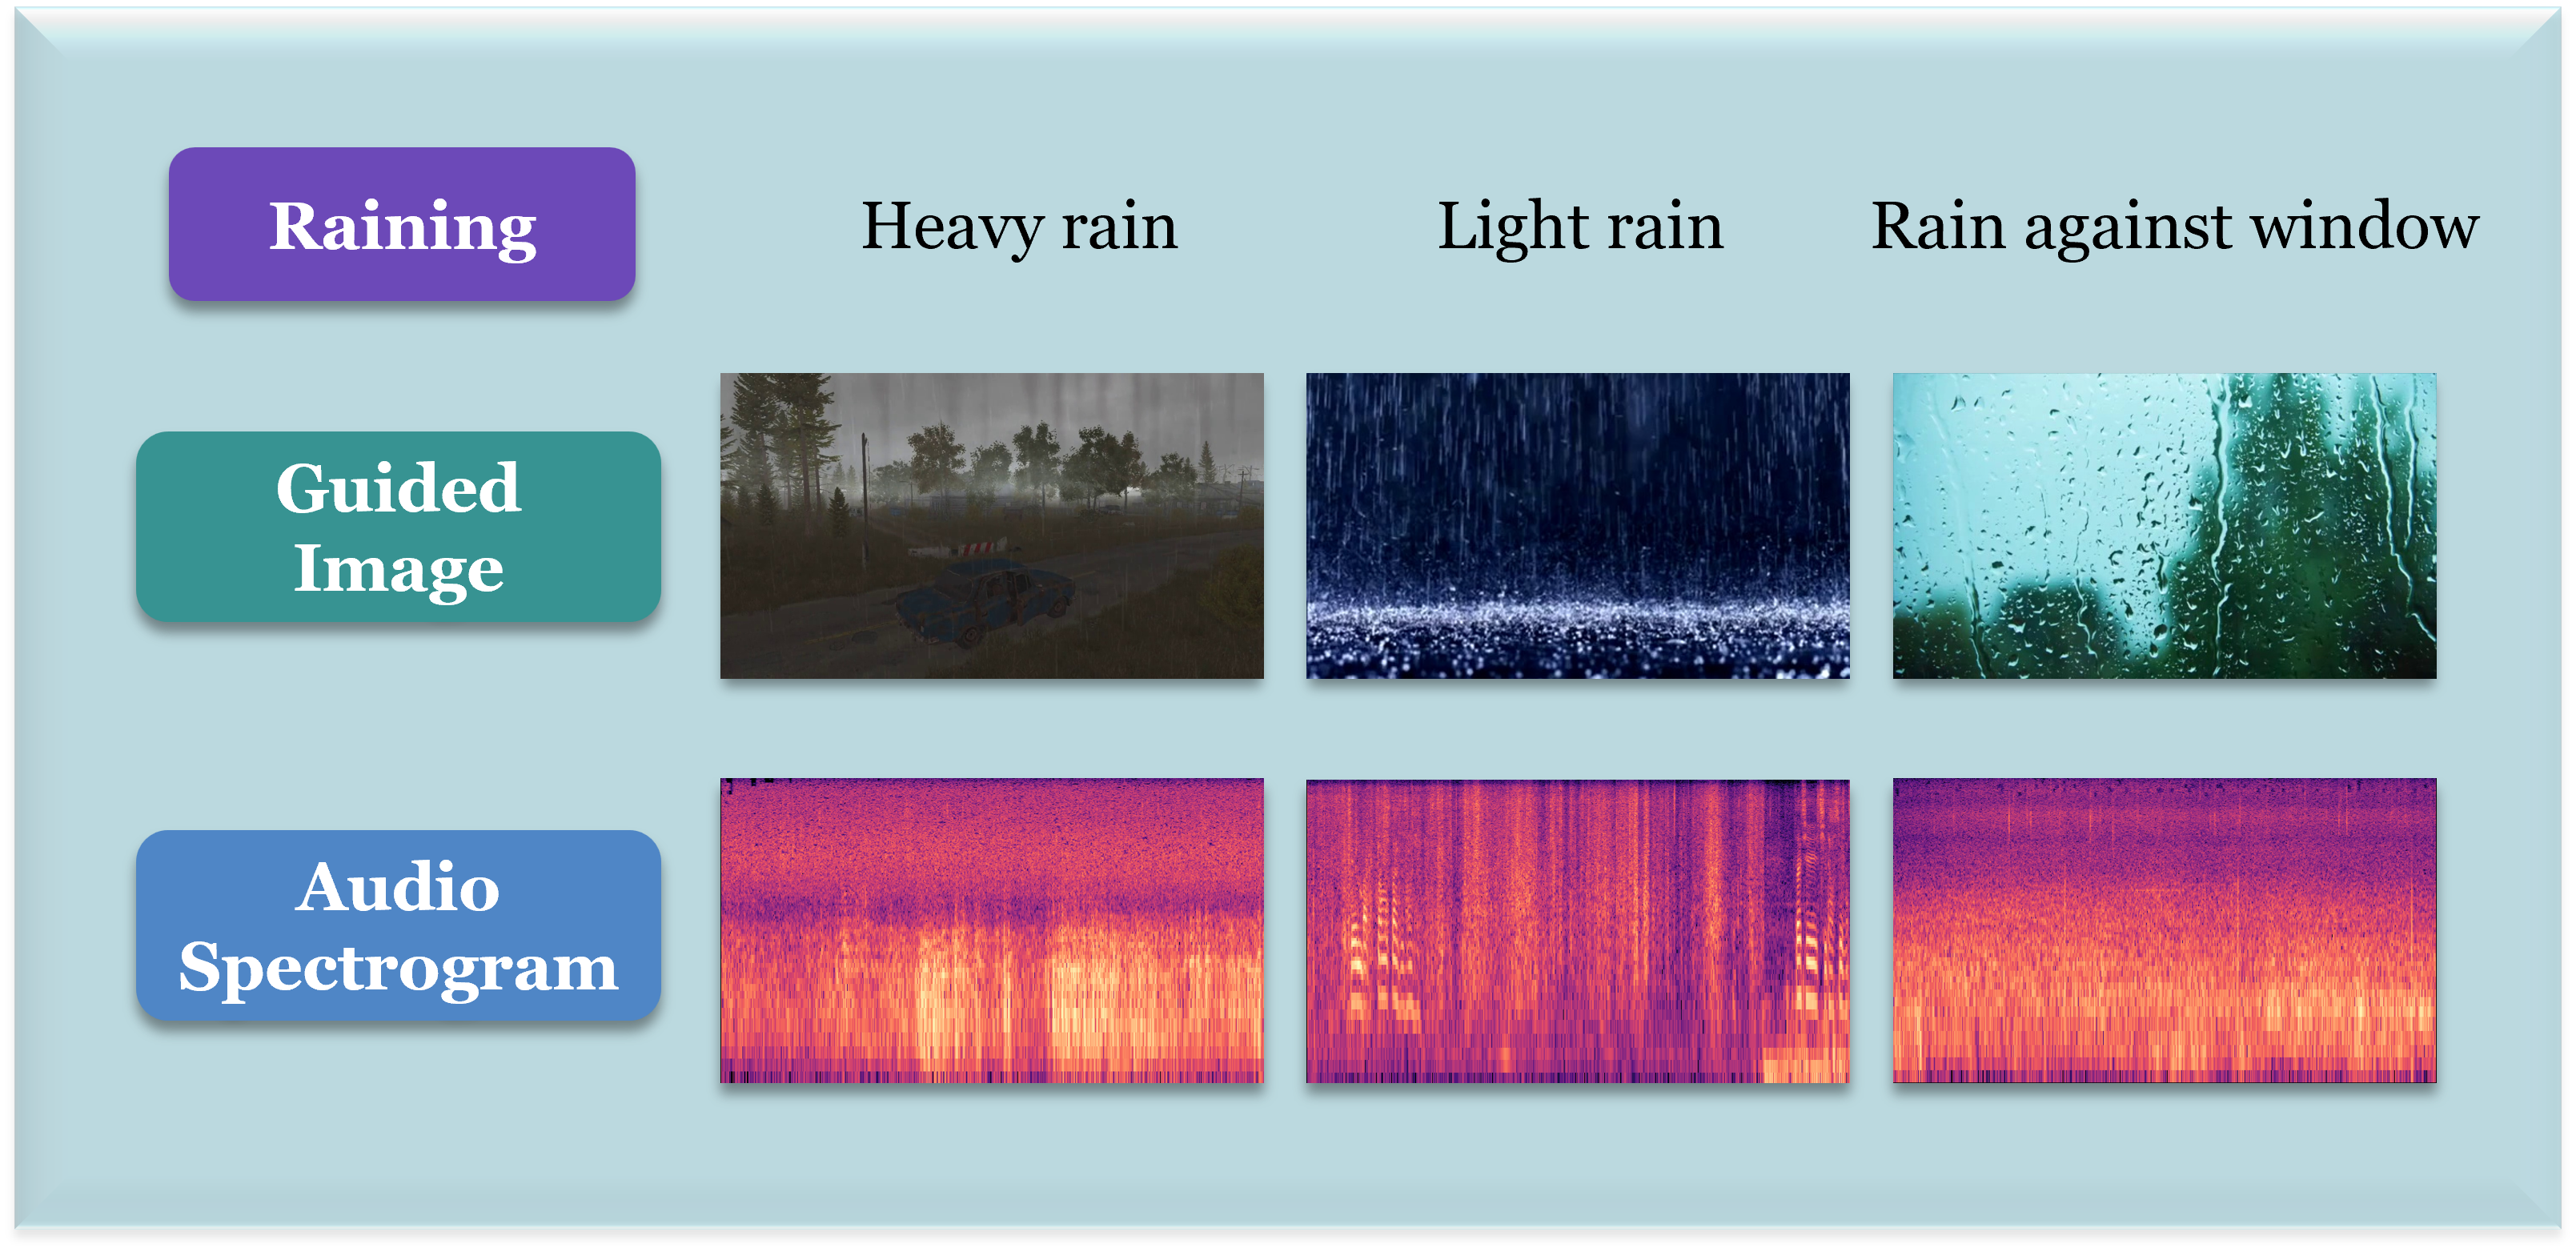 Raining
Heavy rain
Light rain
Rain against window
Guided
Image
Audio
Spectrogram